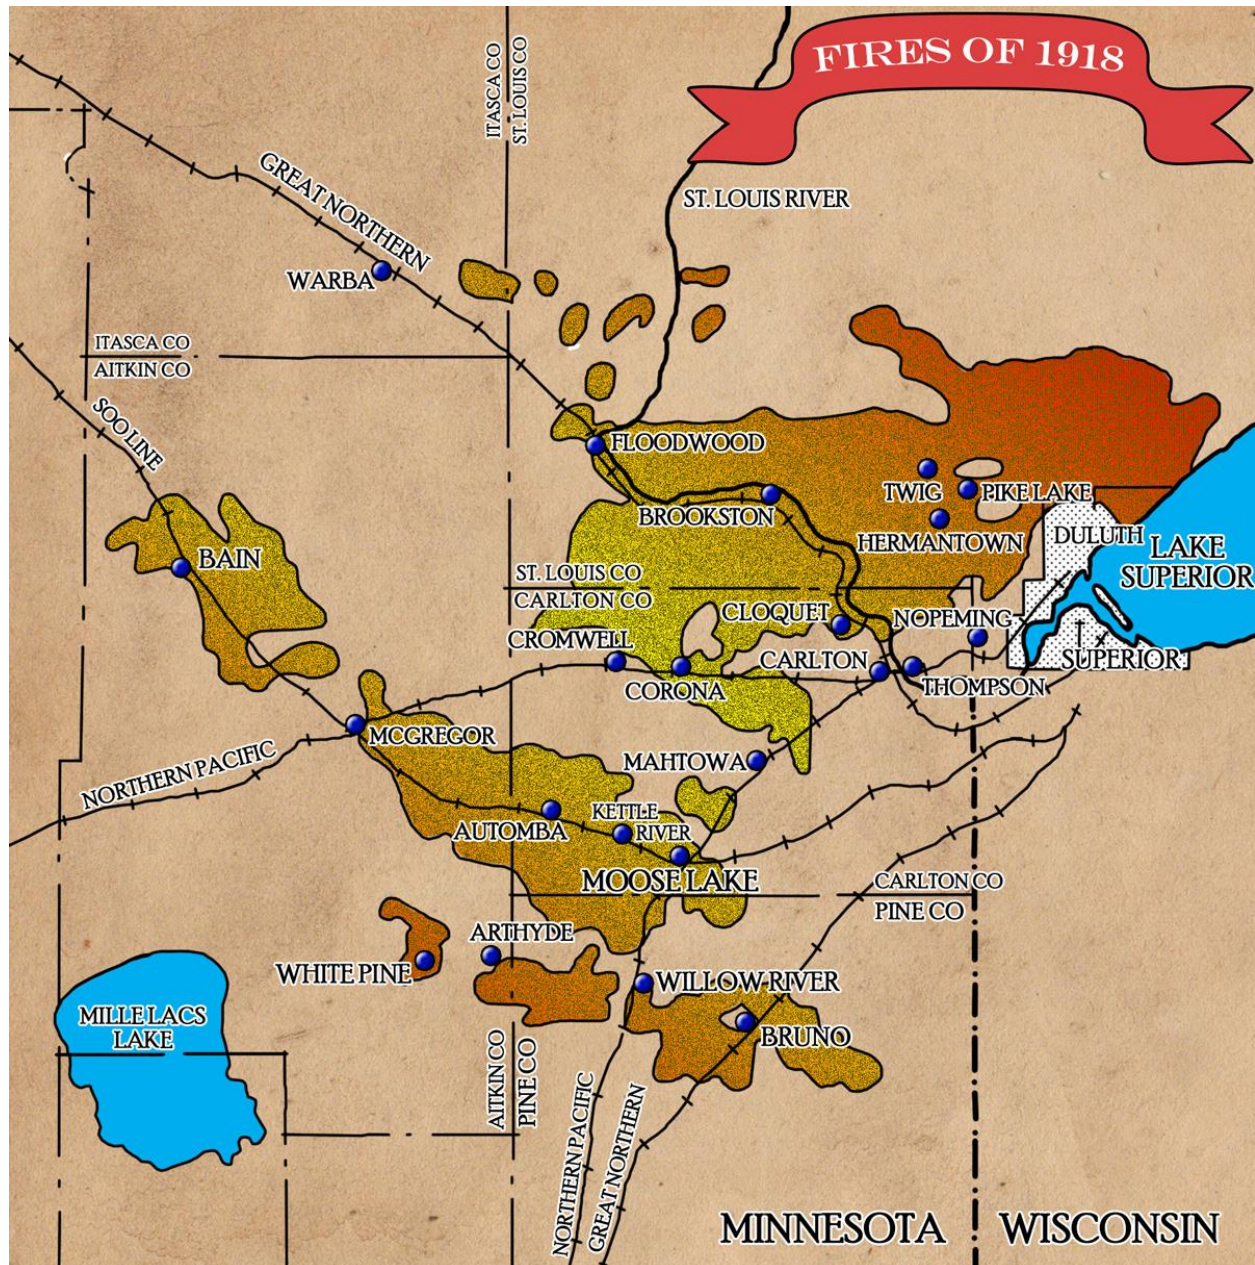 FIRES OF 1918
ITASCA CO
ST. LOUIS CO
GREAT NORTHERN
ST. LOUIS RIVER
WARBA
ITASCA CO
AITKIN CO
SOO LINE
FLOODWOOD
TWIG
PIKE LAKE
BROOKSTON
HERMANTOWN
DULUTH
LAKE
SUPERIOR
BAIN
ST. LOUIS CO
CARLTON CO
CLOQUET
NOPEMING
CROMWELL
CORONA
CARLTON
THOMPSON
SUPERIOR
MCGREGOR
NORTHERN PACIFIC
MAHTOWA
AUTOMBA
KETTLE
RIVER
MOOSE LAKE
CARLTON CO
PINE CO
ARTHYDE
WHITE PINE
WILLOW RIVER
MILLE LACS
LAKE
BRUNO
AITKIN CO
PINE CO
NORTHERN PACIFIC
GREAT NORTHERN
MINNESOTA
WISCONSIN